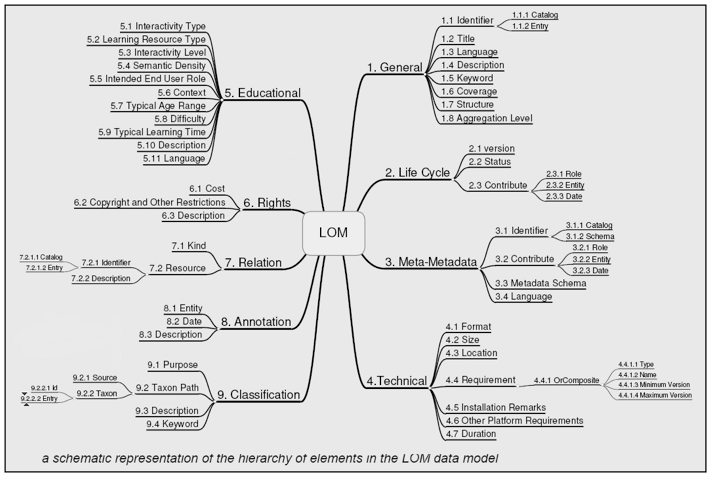 LOM
1. General
1.1 Identifier
1.1.1 Catalog
1.1.2 Entry
1.2 Title
1.3 Language
1.4 Description
1.5 Keyword
1.6 Coverage
1.7 Structure
1.8 Aggregation Level
2. Life Cycle
2.1 version
2.2 Status
2.3 Contribute
2.3.1 Role
2.3.2 Entity
2.3.3 Date
3. Meta-Metadata
3.1 Identifier
3.1.1 Catalog
3.1.2 Schema
3.2 Contribute
3.2.1 Role
3.2.2 Entity
3.2.3 Date
3.3 Metadata Schema
3.4 Language
4.Technical
4.1 Format
4.2 Size
4.3 Location
4.4 Requirement
4.4.1 OrComposite
4.4.1.1 Type
4.4.1.2 Name
4.4.1.3 Minimum Version
4.4.1.4 Maximum Version
4.5 Installation Remarks
4.6 Other Platform Requirements
4.7 Duration
5. Educational
5.1 Interactivity Type
5.2 Learning Resource Type
5.3 Interactivity Level
5.4 Semantic Density
5.5 Intended End User Role
5.6 Context
5.7 Typical Age Range
5.8 Difficulty
5.9 Typical Learning Time
5.10 Description
5.11 Language
6. Rights
6.1 Cost
6.2 Copyright and Other Restrictions
6.3 Description
7. Relation
7.1 Kind
7.2 Resource
7.2.1 Identifier
7.2.1.1 Catalog
7.2.1.2 Entry
7.2.2 Description
8. Annotation
8.1 Entity
8.2 Date
8.3 Description
9. Classification
9.1 Purpose
9.2 Taxon Path
9.2.1 Source
9.2.2 Taxon
9.2.2.1 Id
9.2.2.2 Entry
9.3 Description
9.4 Keyword
a schematic representation of the hierarchy of elements in the LOM data model